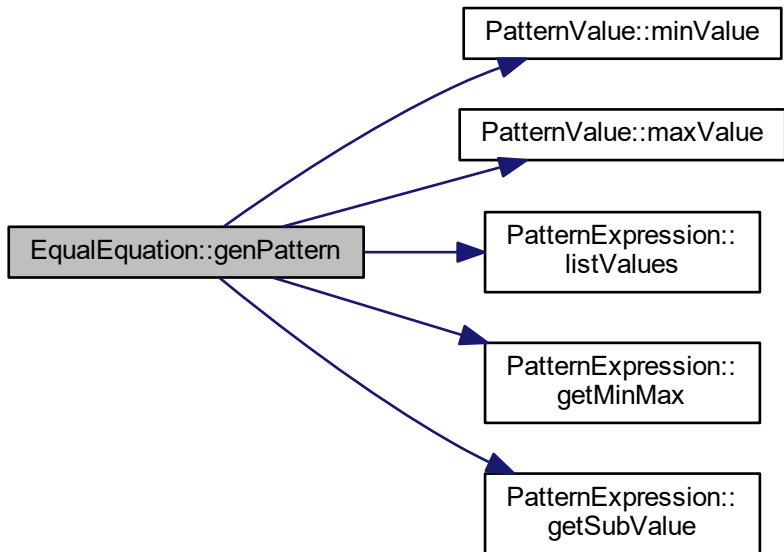 PatternValue::minValue
PatternValue::maxValue
EqualEquation::genPattern
PatternExpression::
listValues
PatternExpression::
getMinMax
PatternExpression::
getSubValue